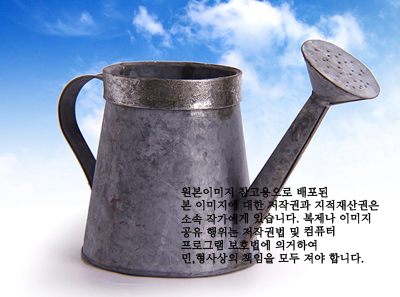 원본이미지 참고용으로 배포된
본 이미지에 대한 저작권과 지적재산권은
소속 작가에게 있습니다. 복제나 이미지
공유 행위는 저작권법 및 컴퓨터
프로그램 보호법에 의거하여
민,형사상의 책임을 모두 져야 합니다.